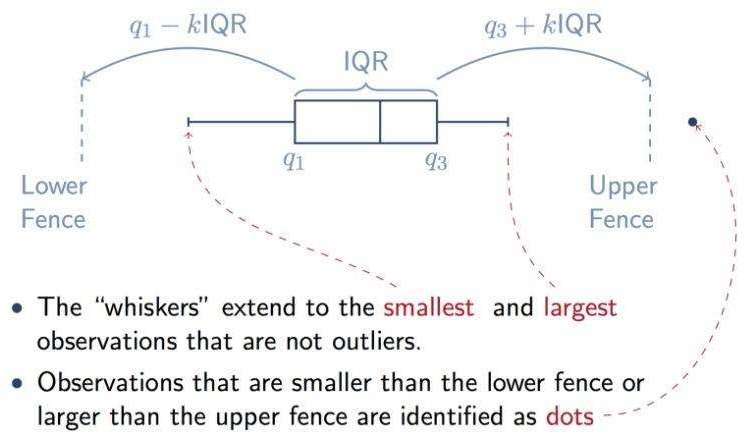 q₁ − kIQR
q₃ + kIQR
IQR
q₁
q₃
Lower
Fence
Upper
Fence
• The “whiskers” extend to the smallest and largest
observations that are not outliers.
• Observations that are smaller than the lower fence or
larger than the upper fence are identified as dots